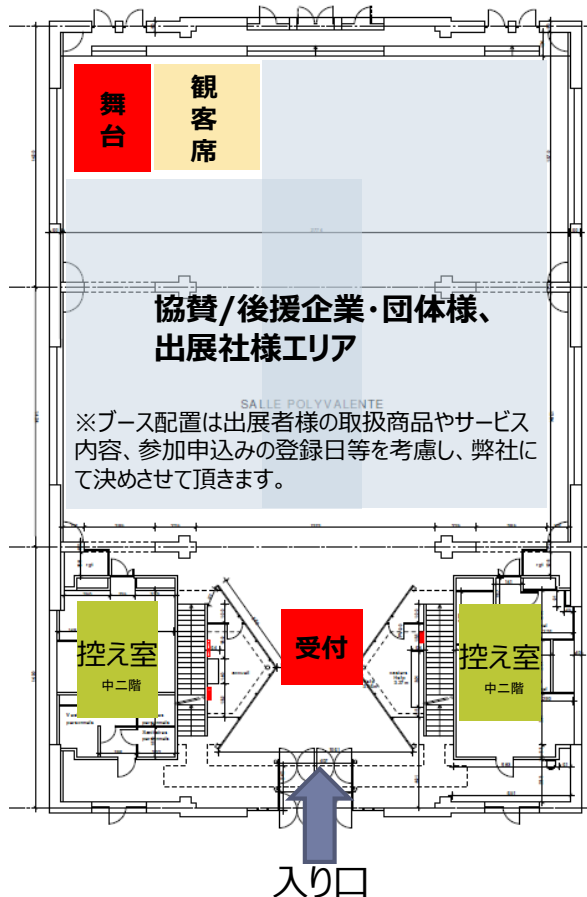 舞
台
観
客
席
協賛/後援企業・団体様、
出展社様エリア
SALLE POLYVALENTE
※ブース配置は出展者様の取扱商品やサービス
内容、参加申込みの登録日等を考慮し、弊社に
て決めさせて頂きます。
控え室
中二階
受付
控え室
中二階
入り口